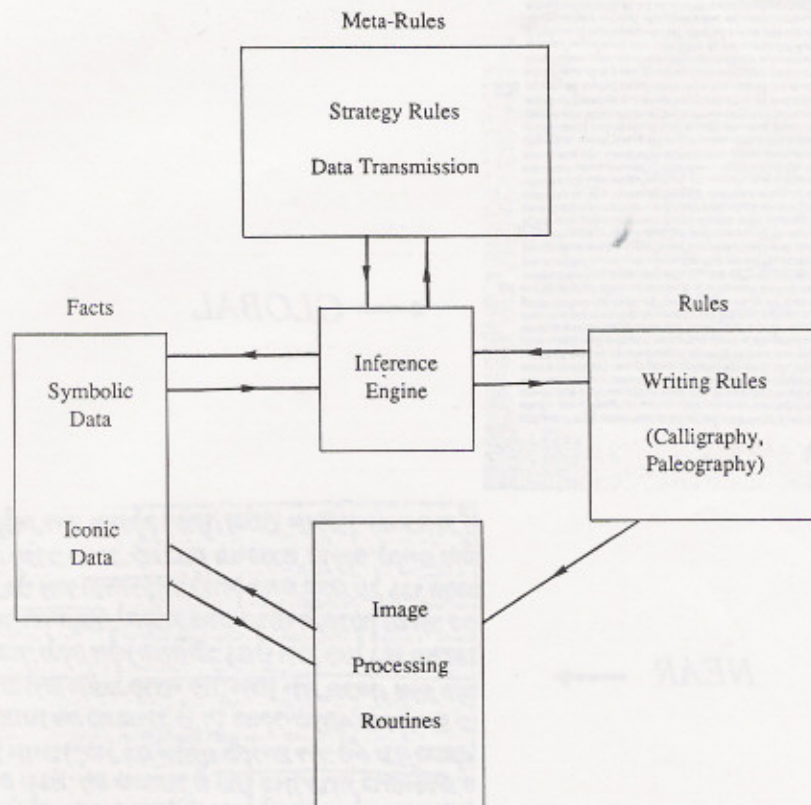 Meta-Rules
Strategy Rules
Data Transmission
GLOBAL
Facts
Rules
Symbolic
Data
Inference
Engine
Writing Rules
(Calligraphy,
Paleography)
Iconic
Data
Image
Processing
Routines
NEAR